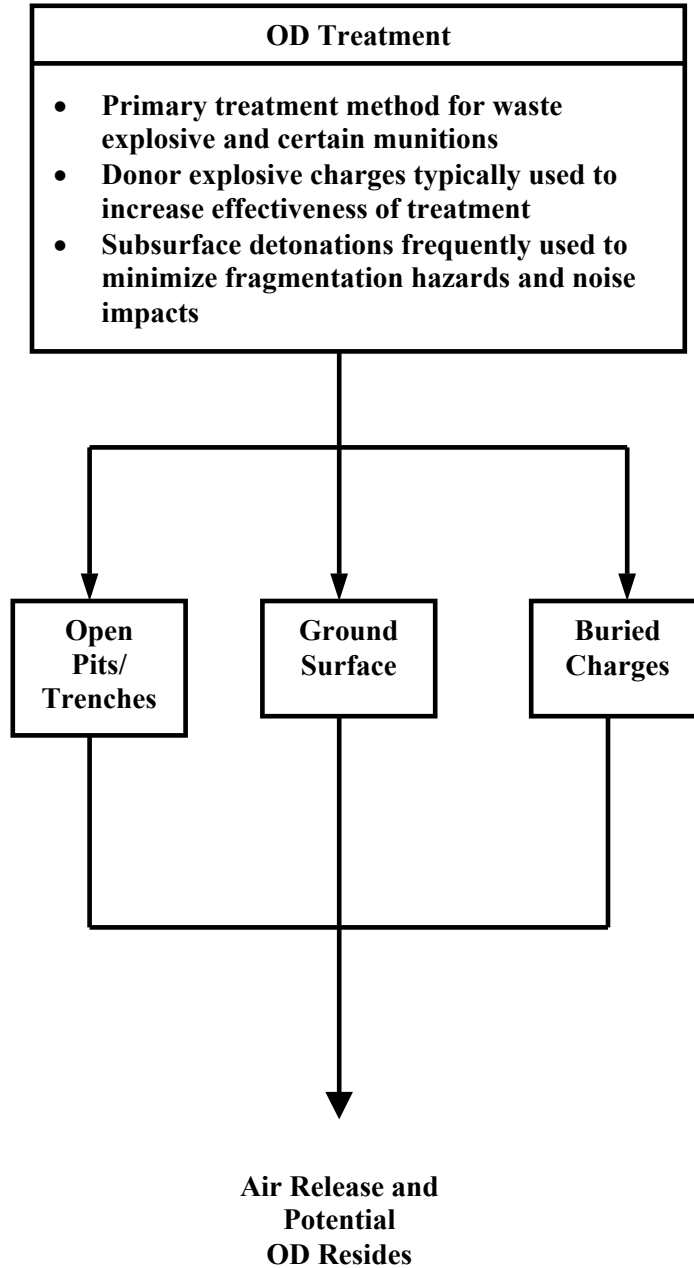 OD Treatment
• Primary treatment method for waste
explosive and certain munitions
• Donor explosive charges typically used to
increase effectiveness of treatment
• Subsurface detonations frequently used to
minimize fragmentation hazards and noise
impacts
Open
Pits/
Trenches
Ground
Surface
Buried
Charges
Air Release and
Potential
OD Resides